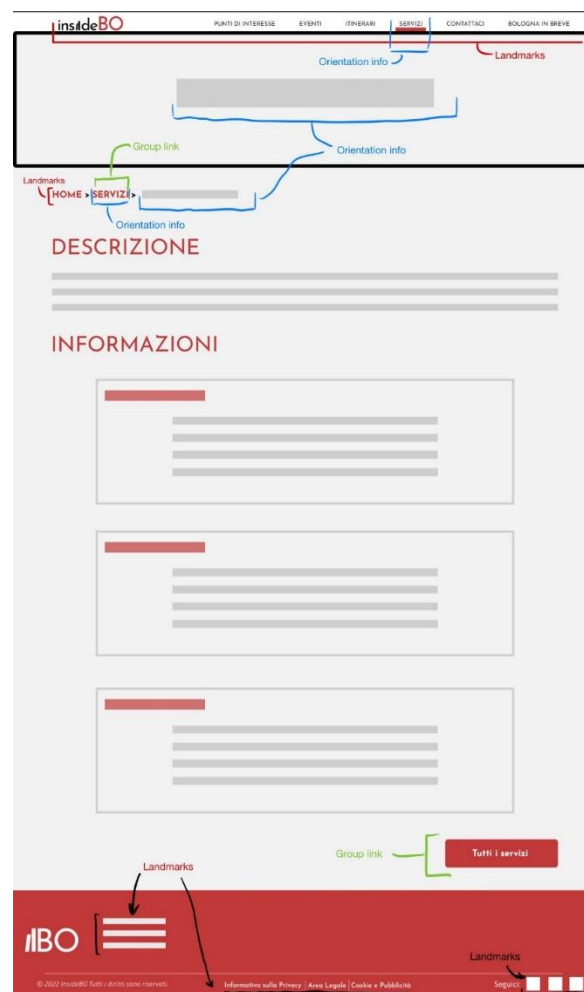 insideBO PUNTI DI INTERESSE EVENTI ITINERARI SERVIZI CONTATTACI BOLOGNA IN BREVE
Orientation info
Landmarks
Group link
Orientation info
Landmarks
HOME > SERVIZI >
Orientation info
DESCRIZIONE
INFORMAZIONI
Group link
Tutti i servizi
Landmarks
BO
Landmarks
© 2022 InsideBO Tutti i diritti sono riservati Informativa sulla Privacy | Area Legale | Cookie e Pubblicità Seguici: